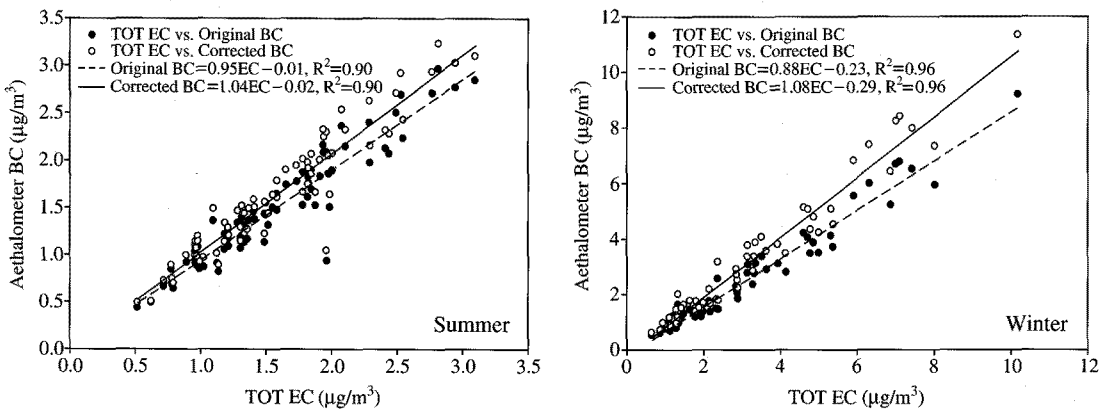 TOT EC vs. Original BC
TOT EC vs. Corrected BC
Original BC=0.95EC−0.01, R²=0.90
Corrected BC=1.04EC−0.02, R²=0.90
3.5
3.0
2.5
2.0
1.5
1.0
0.5
0.0
Aethalometer BC (μg/m³)
Summer
0.0 0.5 1.0 1.5 2.0 2.5 3.0 3.5
TOT EC (μg/m³)
TOT EC vs. Original BC
TOT EC vs. Corrected BC
Original BC=0.88EC−0.23, R²=0.96
Corrected BC=1.08EC−0.29, R²=0.96
12
10
8
6
4
2
0
Aethalometer BC (μg/m³)
Winter
0 2 4 6 8 10 12
TOT EC (μg/m³)